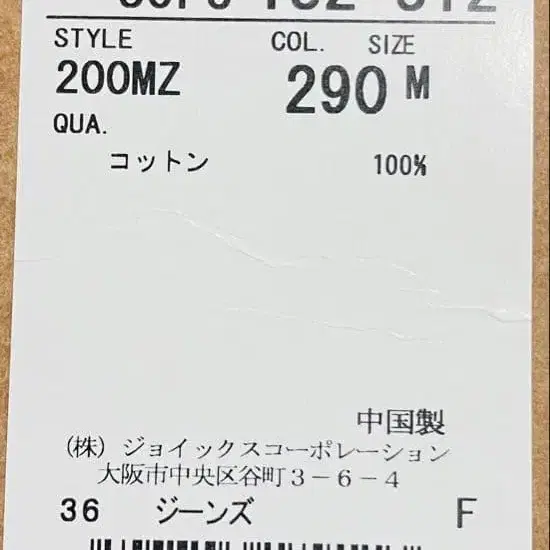 STYLE COL. SIZE
200MZ 290 M
QUA.
コットン 100%
中国製
(株) ジョイックスコーポレーション
大阪市中央区谷町3-6-4
36 ジーンズ F